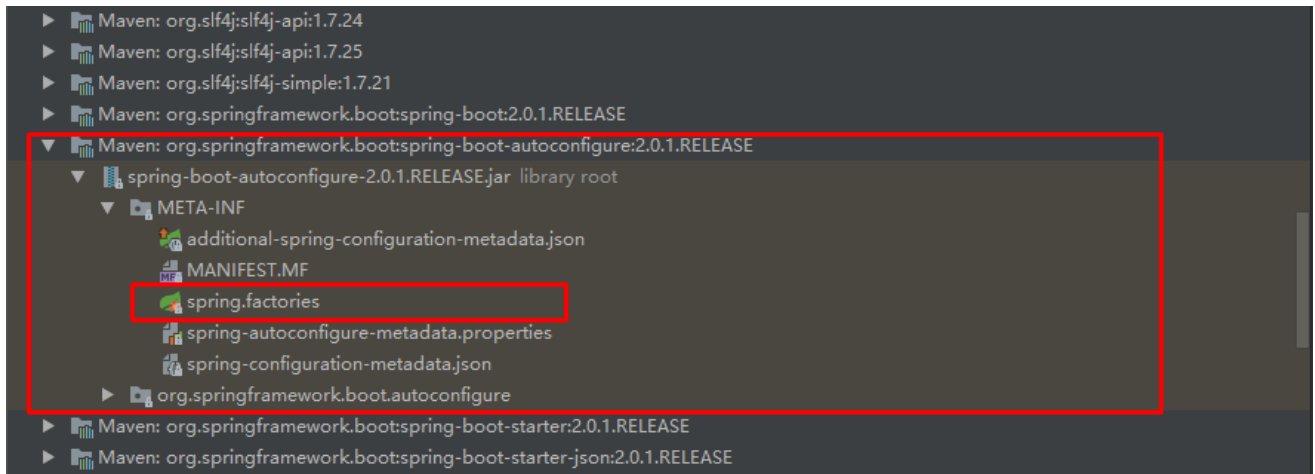 Maven: org.slf4j:slf4j-api:1.7.24
Maven: org.slf4j:slf4j-api:1.7.25
Maven: org.slf4j:slf4j-simple:1.7.21
Maven: org.springframework.boot:spring-boot:2.0.1.RELEASE
Maven: org.springframework.boot:spring-boot-autoconfigure:2.0.1.RELEASE
spring-boot-autoconfigure-2.0.1.RELEASE.jar library root
META-INF
additional-spring-configuration-metadata.json
MF MANIFEST.MF
spring.factories
spring-autoconfigure-metadata.properties
spring-configuration-metadata.json
org.springframework.boot.autoconfigure
Maven: org.springframework.boot:spring-boot-starter:2.0.1.RELEASE
Maven: org.springframework.boot:spring-boot-starter-json:2.0.1.RELEASE